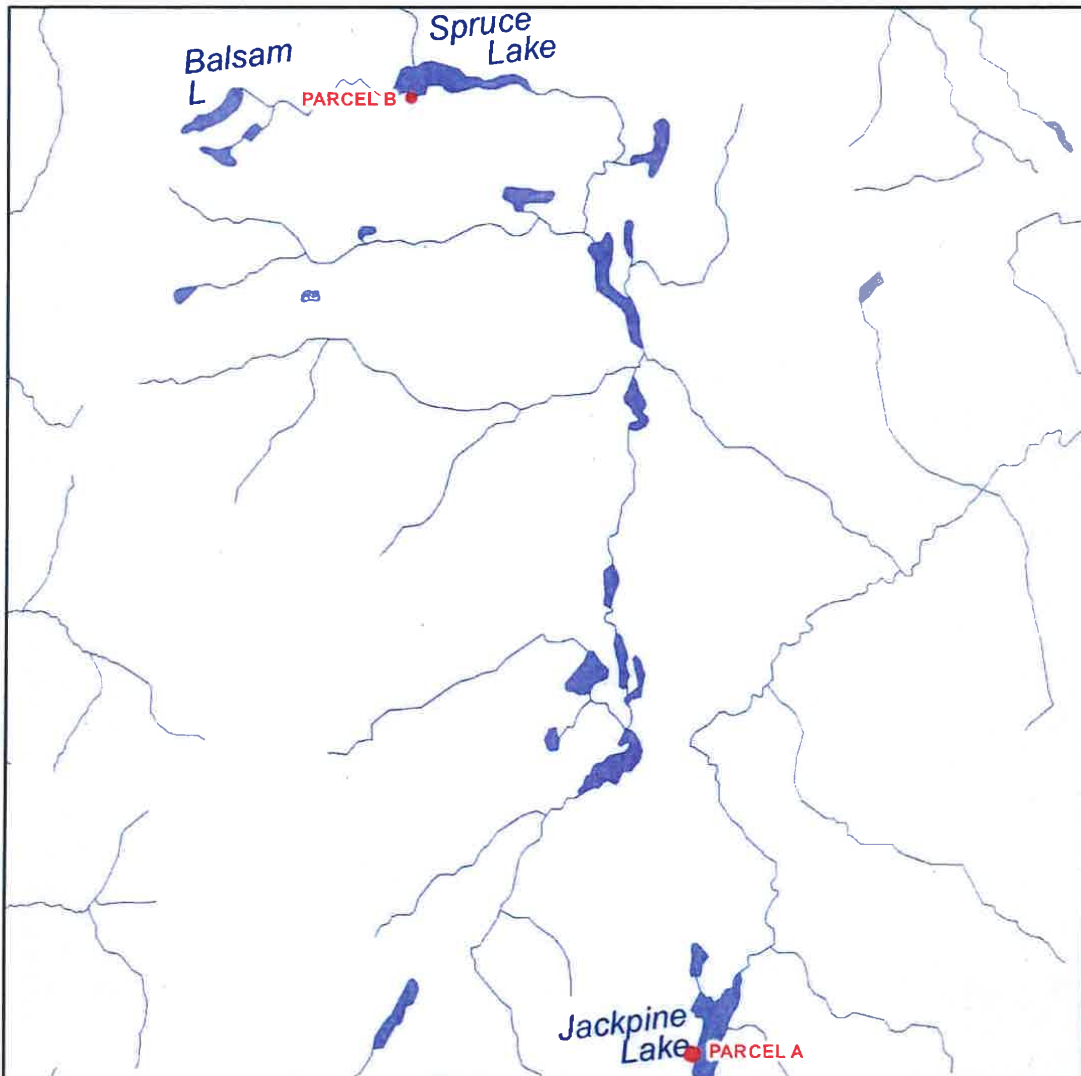 Spruce
Lake
Balsam
L
PARCEL B
Jackpine
Lake
PARCEL A